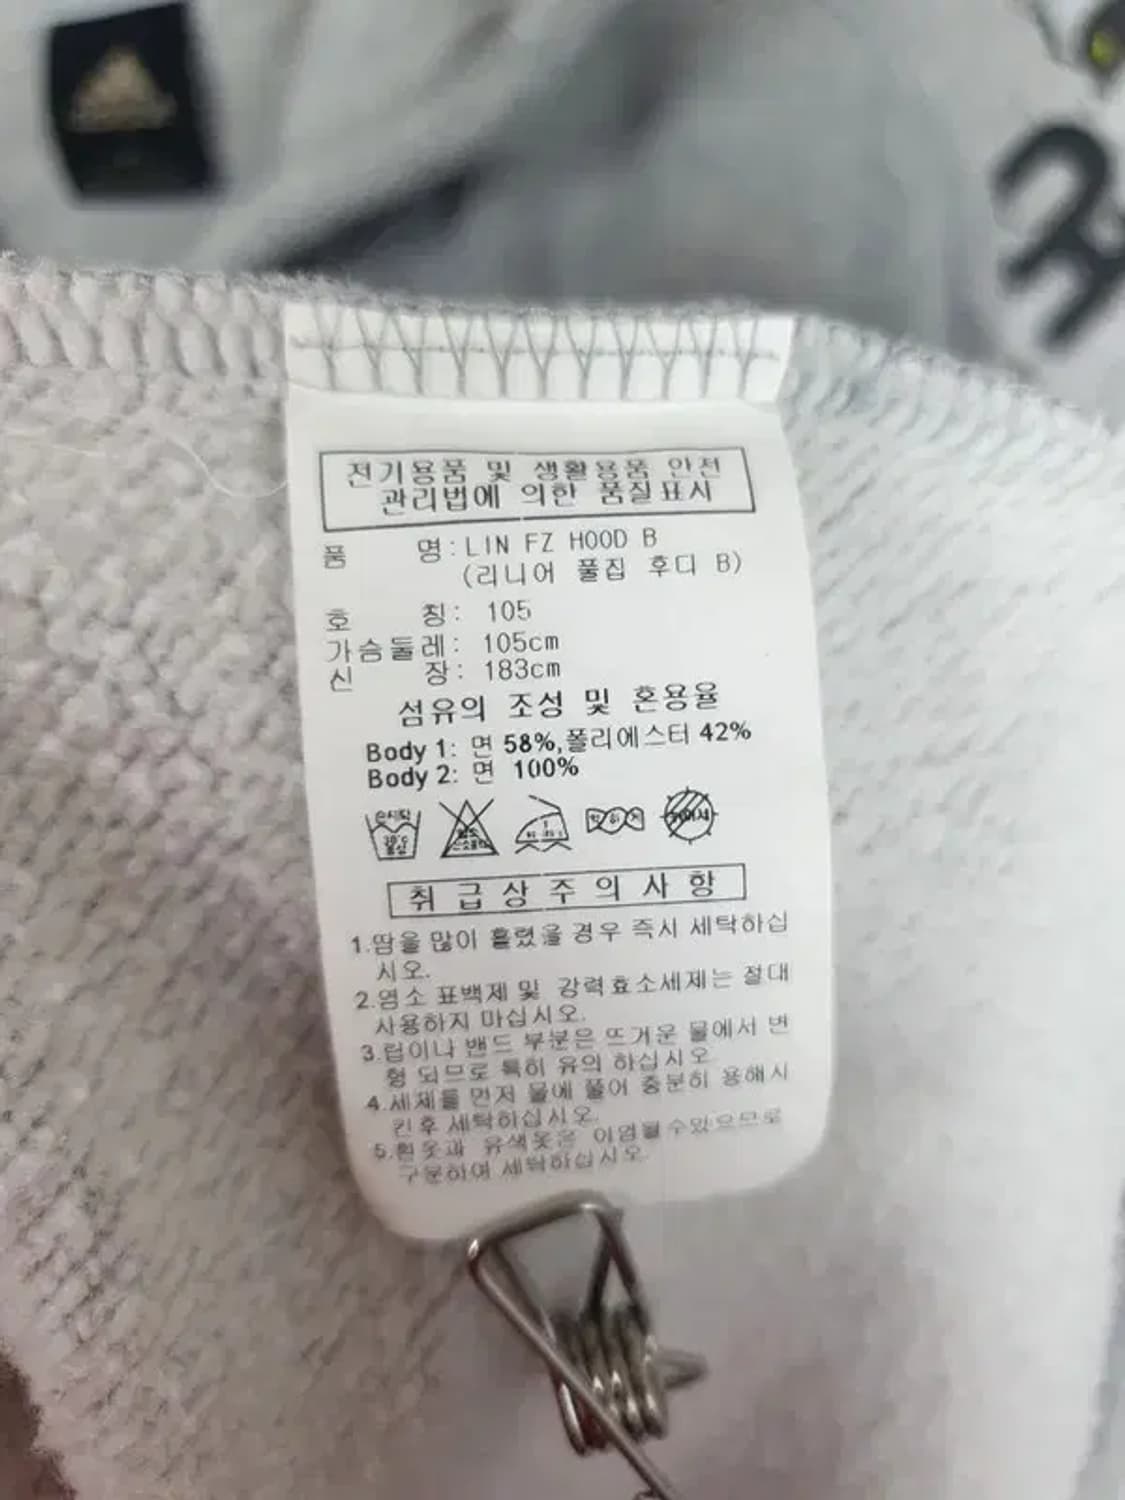 전기용품 및 생활용품 안전
관리법에 의한 품질표시
품 명:LIN FZ HOOD B
(리니어 풀집 후디 B)
호 칭: 105
가슴둘레: 105cm
신 장: 183cm
섬유의 조성 및 혼용율
Body 1: 면 58%,폴리에스터 42%
Body 2: 면 100%
손세탁
30℃
중성
취급상주의사항
1.땀을 많이 흘렸을 경우 즉시 세탁하십
시오.
2.염소 표백제 및 강력효소세제는 절대
사용하지 마십시오.
3.립이나 밴드 부분은 뜨거운 물에서 변
형 되므로 특히 유의 하십시오
4.세제를 먼저 물에 풀어 충분히 용해시
킨후 세탁하십시오.
5.흰옷과 유색옷은 이염될수있으므로
구분하여 세탁하십시오.